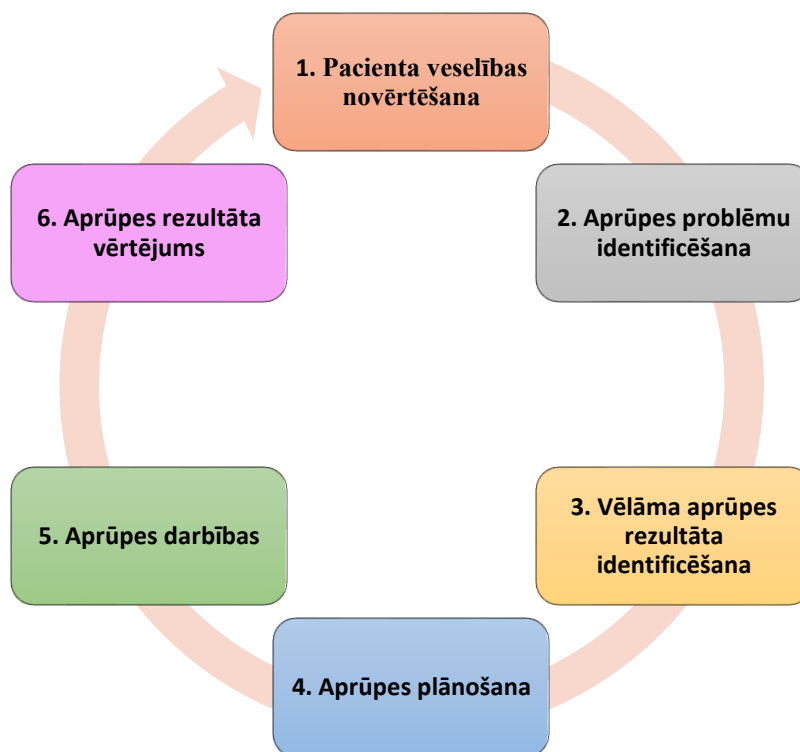 1. Pacienta veselības
novērtēšana
2. Aprūpes problēmu
identificēšana
3. Vēlāma aprūpes
rezultāta
identificēšana
4. Aprūpes plānošana
5. Aprūpes darbības
6. Aprūpes rezultāta
vērtējums